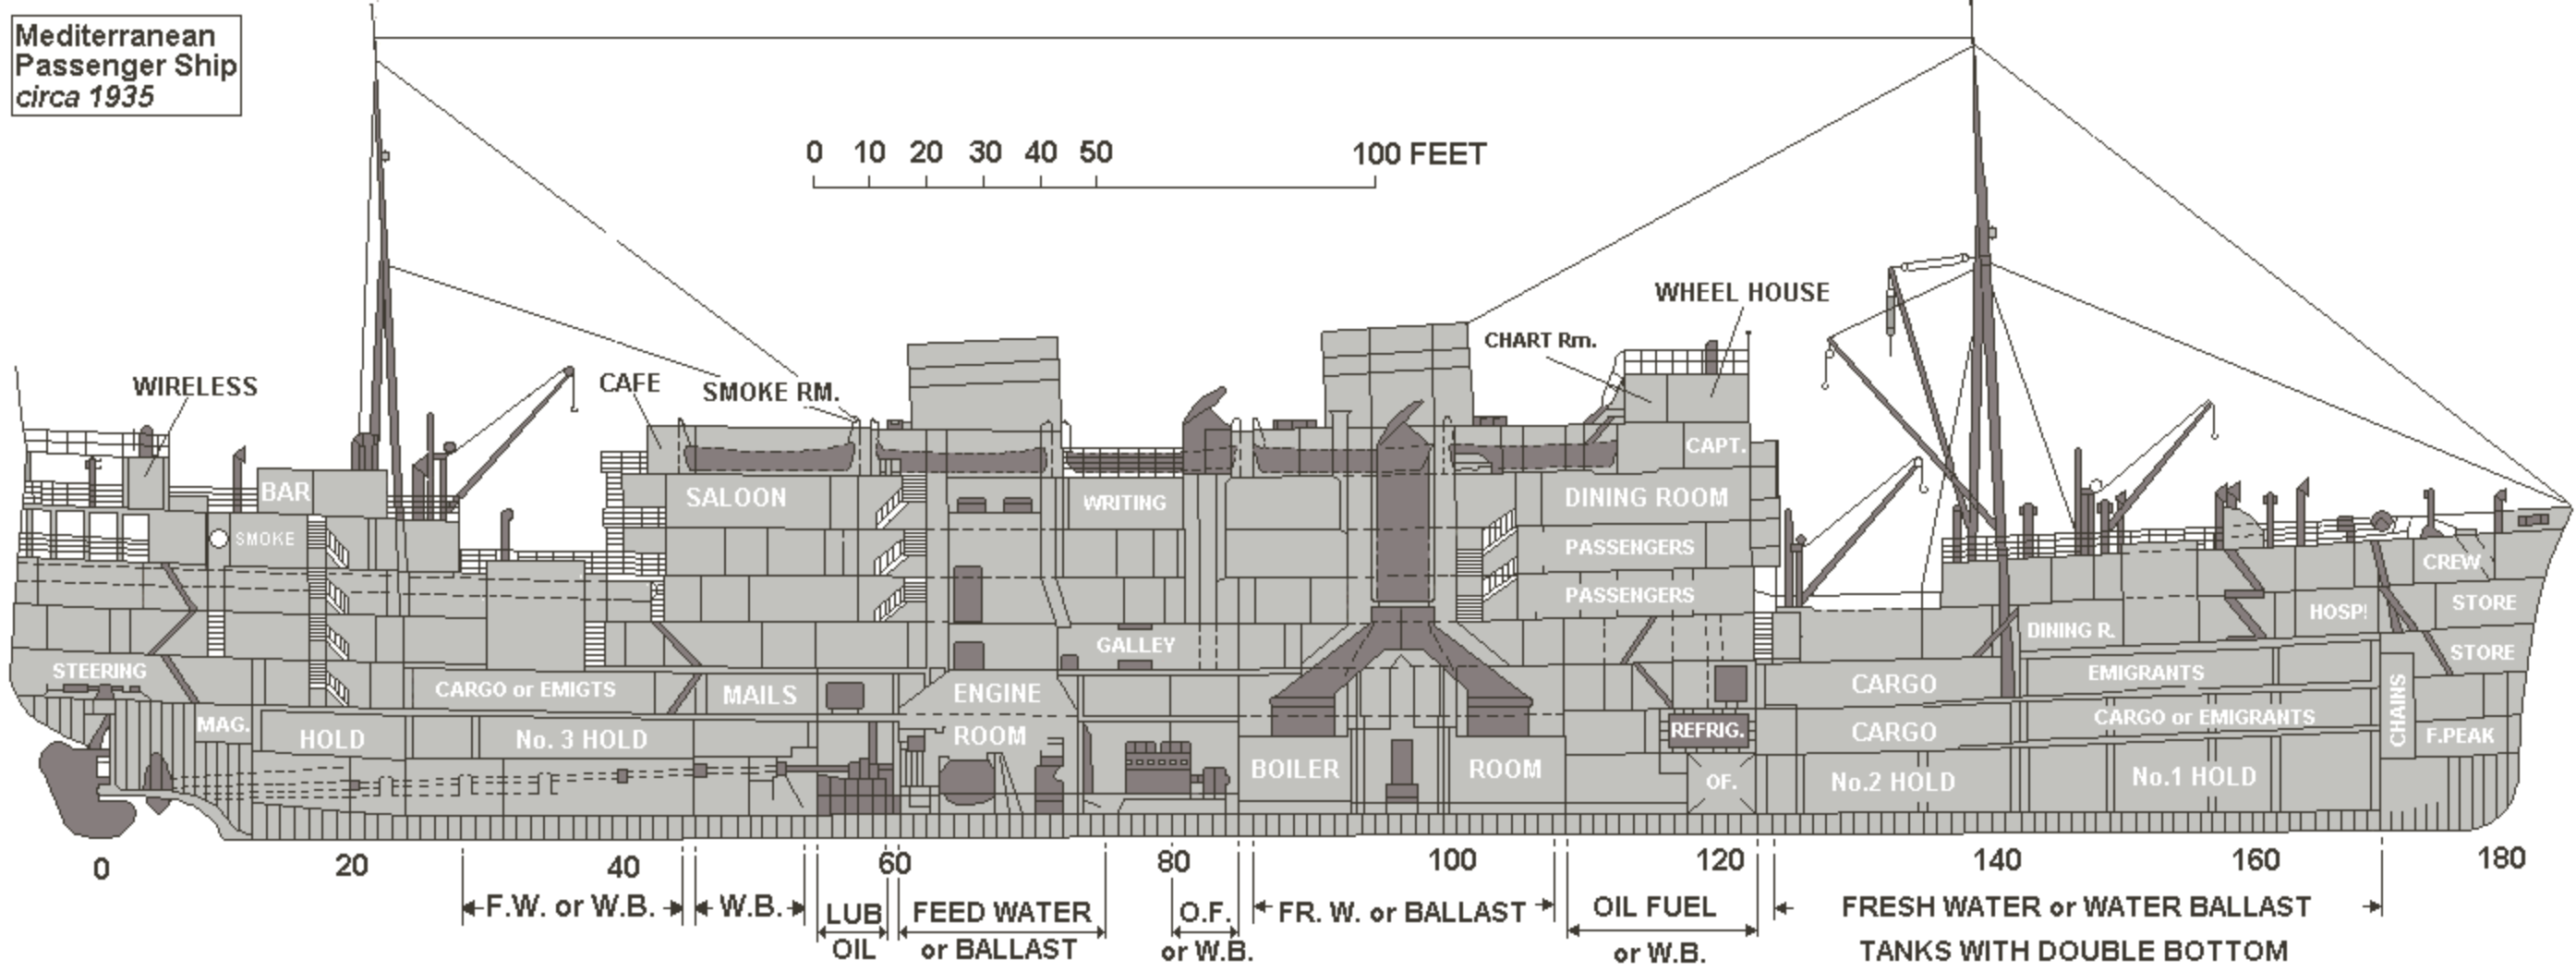 Mediterranean
Passenger Ship
circa 1935
0 10 20 30 40 50 100 FEET
WHEEL HOUSE
CHART Rm.
WIRELESS
CAFE
SMOKE RM.
CAPT.
BAR
SALOON
WRITING
DINING ROOM
SMOKE
PASSENGERS
CREW
PASSENGERS
STORE
HOSP!
DINING R.
GALLEY
STORE
STEERING
EMIGRANTS
CARGO or EMIGTS
MAILS
ENGINE
ROOM
CARGO
CHAINS
MAG.
HOLD
No. 3 HOLD
REFRIG.
CARGO
CARGO or EMIGRANTS
F.PEAK
BOILER
ROOM
OF.
No.2 HOLD
No.1 HOLD
0 20 40 60 80 100 120 140 160 180
F.W. or W.B.
W.B.
LUB
OIL
FEED WATER
or BALLAST
O.F.
or W.B.
FR. W. or BALLAST
OIL FUEL
or W.B.
FRESH WATER or WATER BALLAST
TANKS WITH DOUBLE BOTTOM